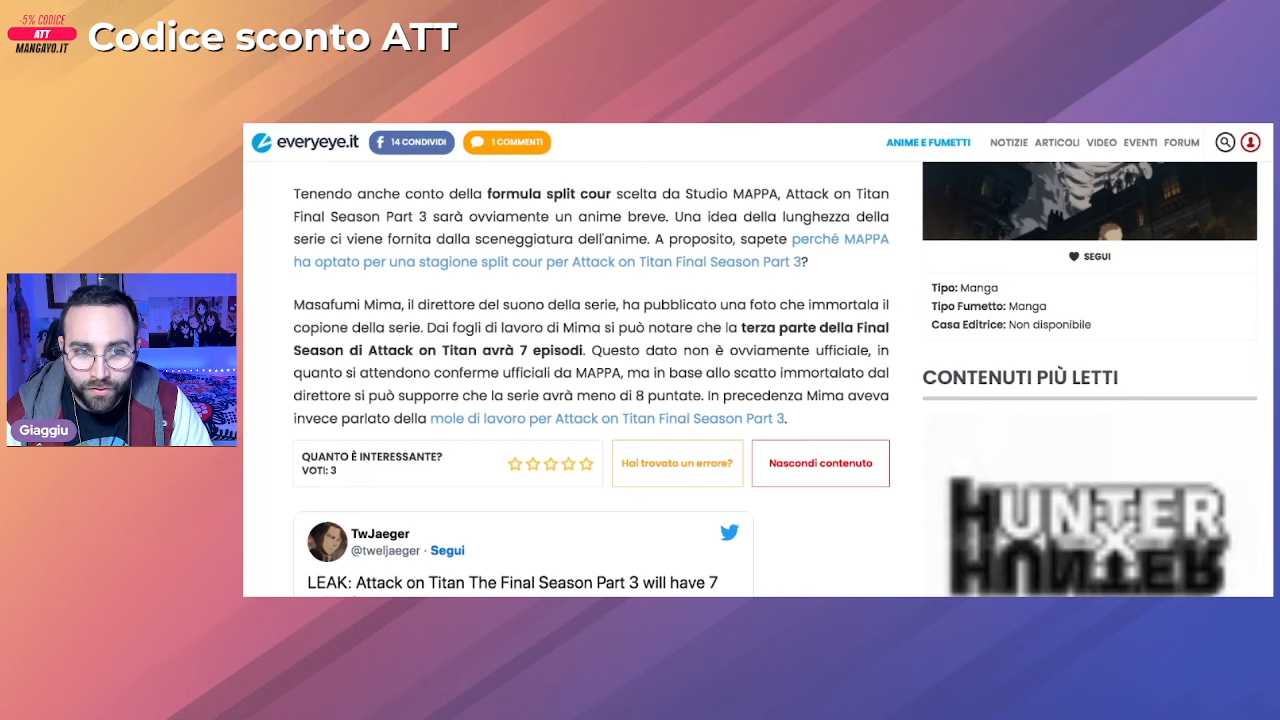 -5% CODICE
ATT
MANGAYO.IT
Codice sconto ATT
everyeye.it
14 CONDIVIDI
1 COMMENTI
ANIME E FUMETTI
NOTIZIE ARTICOLI VIDEO EVENTI FORUM
Tenendo anche conto della formula split cour scelta da Studio MAPPA, Attack on Titan
Final Season Part 3 sarà ovviamente un anime breve. Una idea della lunghezza della
serie ci viene fornita dalla sceneggiatura dell'anime. A proposito, sapete perché MAPPA
ha optato per una stagione split cour per Attack on Titan Final Season Part 3?
Masafumi Mima, il direttore del suono della serie, ha pubblicato una foto che immortala il
copione della serie. Dai fogli di lavoro di Mima si può notare che la terza parte della Final
Season di Attack on Titan avrà 7 episodi. Questo dato non è ovviamente ufficiale, in
quanto si attendono conferme ufficiali da MAPPA, ma in base allo scatto immortalato dal
direttore si può supporre che la serie avrà meno di 8 puntate. In precedenza Mima aveva
invece parlato della mole di lavoro per Attack on Titan Final Season Part 3.
QUANTO È INTERESSANTE?
VOTI: 3
Hai trovato un errore?
Nascondi contenuto
TwJaeger
@tweljaeger · Segui
LEAK: Attack on Titan The Final Season Part 3 will have 7
SEGUI
Tipo: Manga
Tipo Fumetto: Manga
Casa Editrice: Non disponibile
CONTENUTI PIÙ LETTI
HUNTER
X
HUNTER
Giaggiu